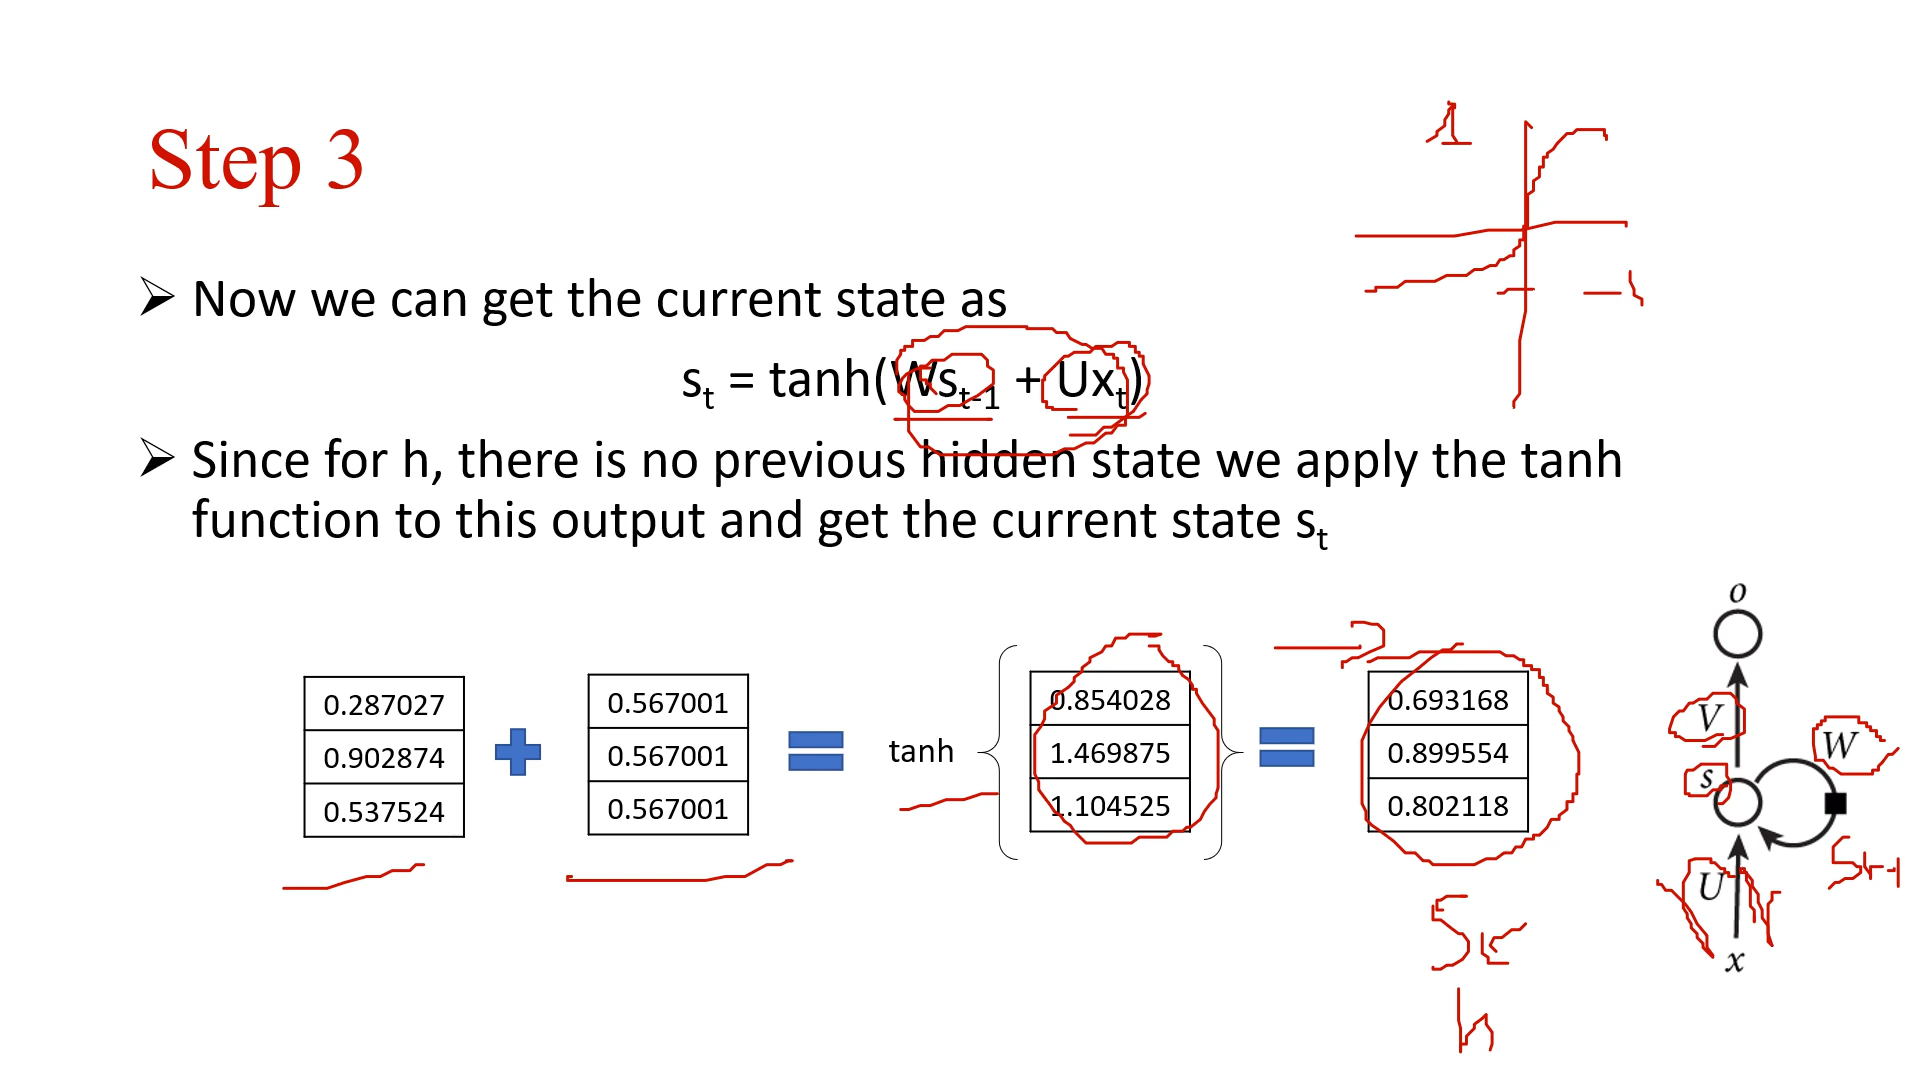 Step 3
1
➢ Now we can get the current state as
sₜ = tanh(Wsₜ₋₁ + Uxₜ)
➢ Since for h, there is no previous hidden state we apply the tanh
function to this output and get the current state sₜ
0.287027
0.902874
0.537524
+
0.567001
0.567001
0.567001
=
tanh
{
0.854028
1.469875
1.104525
}
=
0.693168
0.899554
0.802118
o
V
W
s
U
x
Sₜ₋₁
h